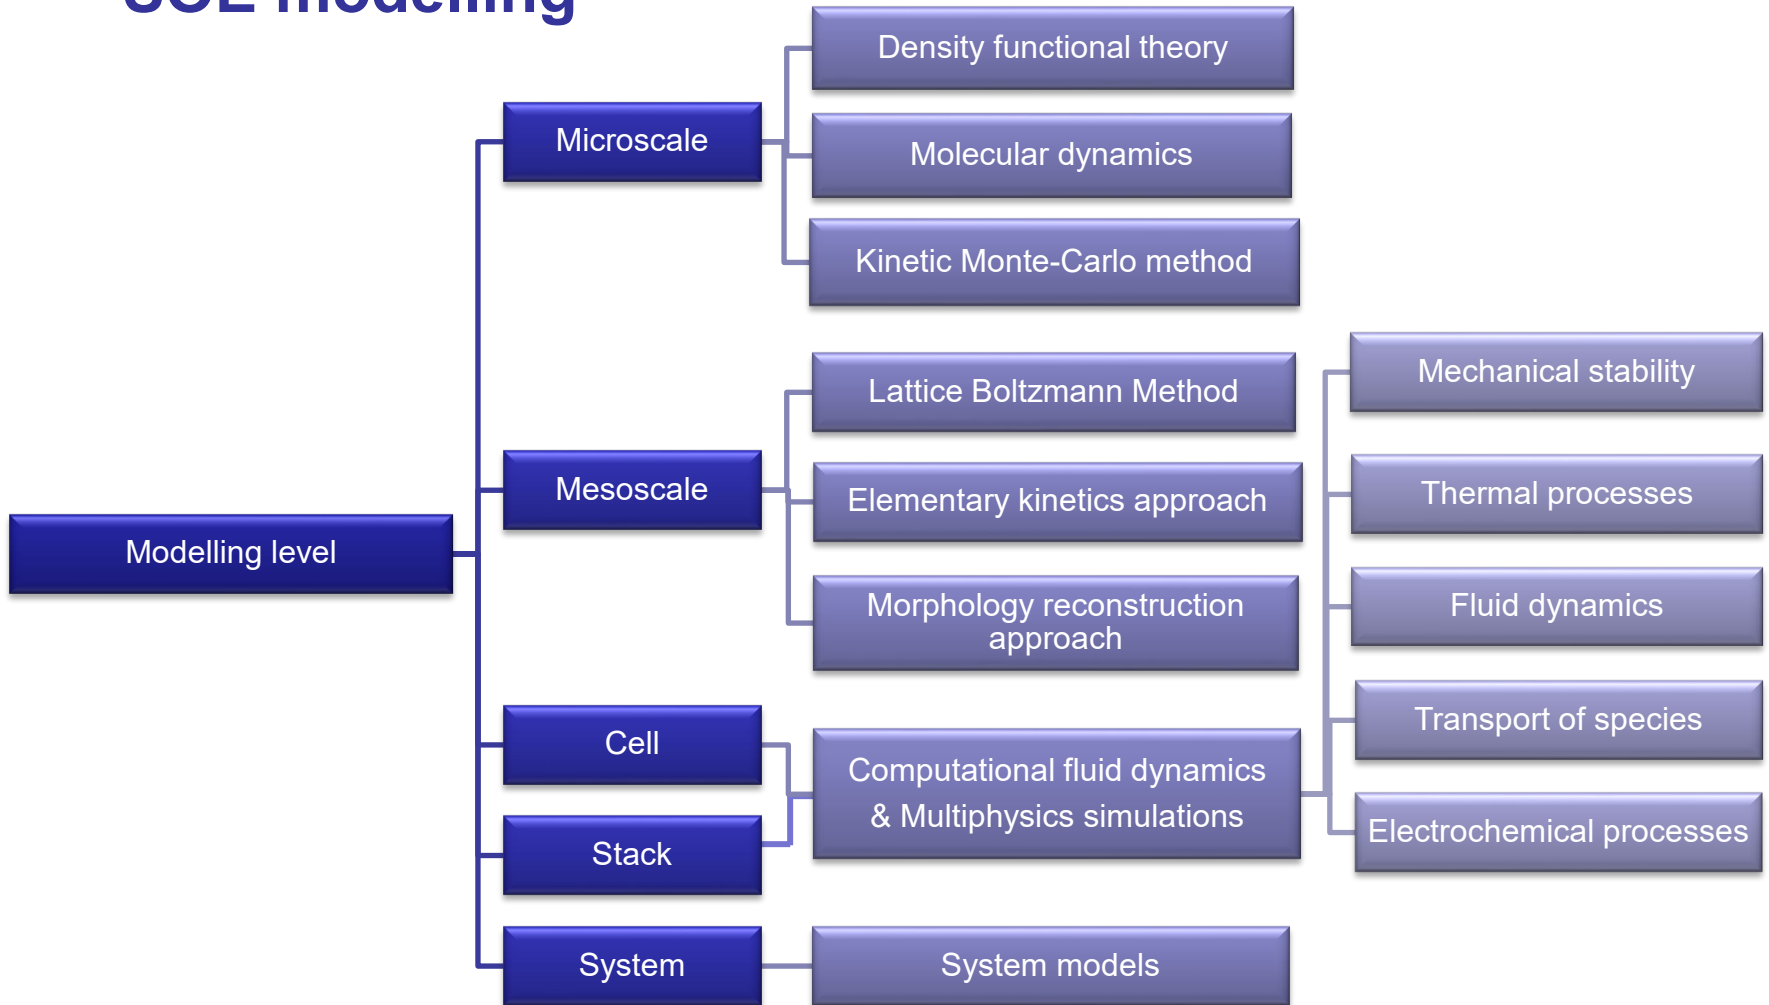 SOE modelling
Density functional theory
Microscale
Molecular dynamics
Kinetic Monte-Carlo method
Lattice Boltzmann Method
Mesoscale
Elementary kinetics approach
Morphology reconstruction
approach
Modelling level
Cell
Computational fluid dynamics
& Multiphysics simulations
Stack
System
System models
Mechanical stability
Thermal processes
Fluid dynamics
Transport of species
Electrochemical processes